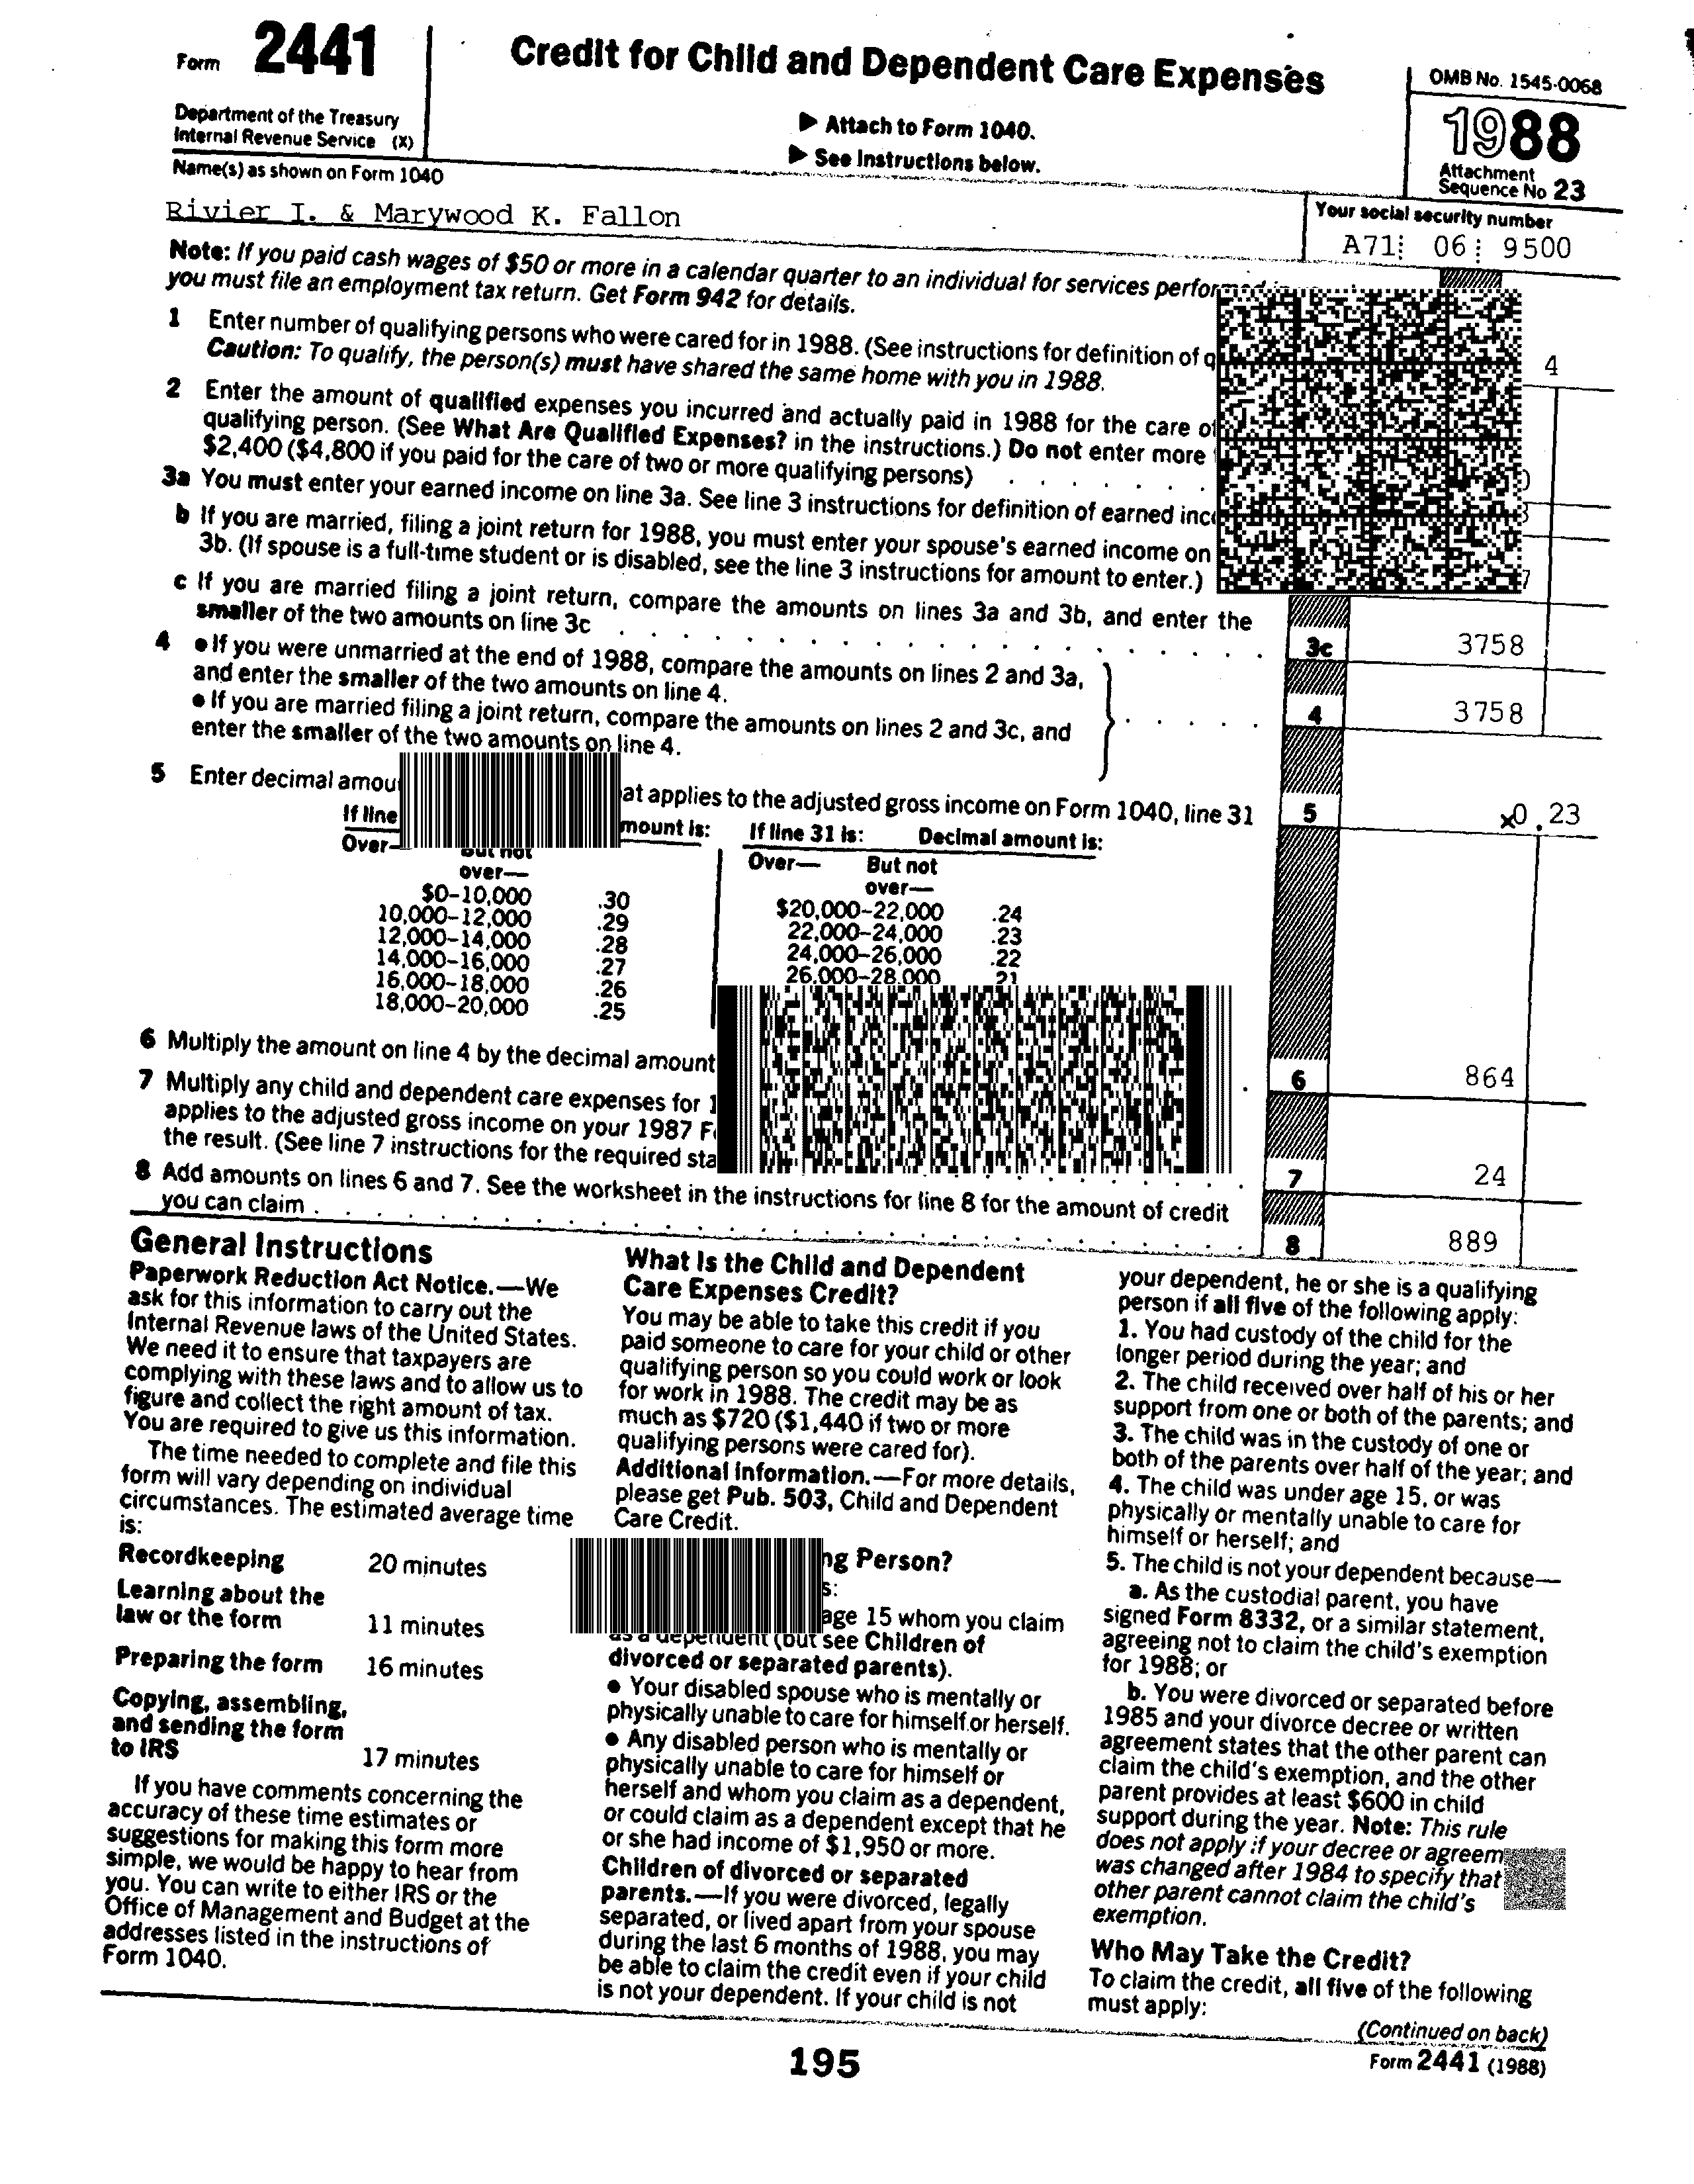 Form 2441
Credit for Child and Dependent Care Expenses
OMB No. 1545-0068
1988
Department of the Treasury
Internal Revenue Service (X)
▶ Attach to Form 1040.
▶ See Instructions below.
Attachment
Sequence No 23
Name(s) as shown on Form 1040
Your social security number
Rivier I. & Marywood K. Fallon
A71 06 9500
Note: If you paid cash wages of $50 or more in a calendar quarter to an individual for services performed
you must file an employment tax return. Get Form 942 for details.
1 Enter number of qualifying persons who were cared for in 1988. (See instructions for definition of
Caution: To qualify, the person(s) must have shared the same home with you in 1988.
4
2 Enter the amount of qualified expenses you incurred and actually paid in 1988 for the care of
qualifying person. (See What Are Qualified Expenses? in the instructions.) Do not enter more
$2,400 ($4,800 if you paid for the care of two or more qualifying persons)
3a You must enter your earned income on line 3a. See line 3 instructions for definition of earned
b If you are married, filing a joint return for 1988, you must enter your spouse's earned income on
3b. (If spouse is a full-time student or is disabled, see the line 3 instructions for amount to enter.)
c If you are married filing a joint return, compare the amounts on lines 3a and 3b, and enter the
smaller of the two amounts on line 3c
3c 3758
4 ● If you were unmarried at the end of 1988, compare the amounts on lines 2 and 3a,
and enter the smaller of the two amounts on line 4.
● If you are married filing a joint return, compare the amounts on lines 2 and 3c, and
enter the smaller of the two amounts on line 4.
4 3758
5 Enter decimal applies to the adjusted gross income on Form 1040, line 31
5 x0.23
If line is: If line 31 is: Decimal amount is:
Over— But not over— Over— But not over—
$0–10,000 .30 $20,000–22,000 .24
10,000–12,000 .29 22,000–24,000 .23
12,000–14,000 .28 24,000–26,000 .22
14,000–16,000 .27 26,000–28,000 .21
16,000–18,000 .26
18,000–20,000 .25
6 Multiply the amount on line 4 by the decimal amount
6 864
7 Multiply any child and dependent care expenses for
applies to the adjusted gross income on your 1987
the result. (See line 7 instructions for the required
7 24
8 Add amounts on lines 6 and 7. See the worksheet in the instructions for line 8 for the amount of credit
you can claim
8 889
General Instructions
Paperwork Reduction Act Notice.—We
ask for this information to carry out the
Internal Revenue laws of the United States.
We need it to ensure that taxpayers are
complying with these laws and to allow us to
figure and collect the right amount of tax.
You are required to give us this information.
The time needed to complete and file this
form will vary depending on individual
circumstances. The estimated average time
is:
Recordkeeping 20 minutes
Learning about the
law or the form 11 minutes
Preparing the form 16 minutes
Copying, assembling,
and sending the form
to IRS 17 minutes
If you have comments concerning the
accuracy of these time estimates or
suggestions for making this form more
simple, we would be happy to hear from
you. You can write to either IRS or the
Office of Management and Budget at the
addresses listed in the instructions of
Form 1040.
What Is the Child and Dependent
Care Expenses Credit?
You may be able to take this credit if you
paid someone to care for your child or other
qualifying person so you could work or look
for work in 1988. The credit may be as
much as $720 ($1,440 if two or more
qualifying persons were cared for).
Additional Information.—For more details,
please get Pub. 503, Child and Dependent
Care Credit.
Person?
age 15 whom you claim
as a dependent (but see Children of
divorced or separated parents).
● Your disabled spouse who is mentally or
physically unable to care for himself or herself.
● Any disabled person who is mentally or
physically unable to care for himself or
herself and whom you claim as a dependent,
or could claim as a dependent except that he
or she had income of $1,950 or more.
Children of divorced or separated
parents.—If you were divorced, legally
separated, or lived apart from your spouse
during the last 6 months of 1988, you may
be able to claim the credit even if your child
is not your dependent. If your child is not
your dependent, he or she is a qualifying
person if all five of the following apply:
1. You had custody of the child for the
longer period during the year; and
2. The child received over half of his or her
support from one or both of the parents; and
3. The child was in the custody of one or
both of the parents over half of the year; and
4. The child was under age 15, or was
physically or mentally unable to care for
himself or herself; and
5. The child is not your dependent because—
a. As the custodial parent, you have
signed Form 8332, or a similar statement,
agreeing not to claim the child's exemption
for 1988; or
b. You were divorced or separated before
1985 and your divorce decree or written
agreement states that the other parent can
claim the child's exemption, and the other
parent provides at least $600 in child
support during the year. Note: This rule
does not apply if your decree or
was changed after 1984 to specify that
other parent cannot claim the child's
exemption.
Who May Take the Credit?
To claim the credit, all five of the following
must apply:
(Continued on back)
195
Form 2441 (1988)